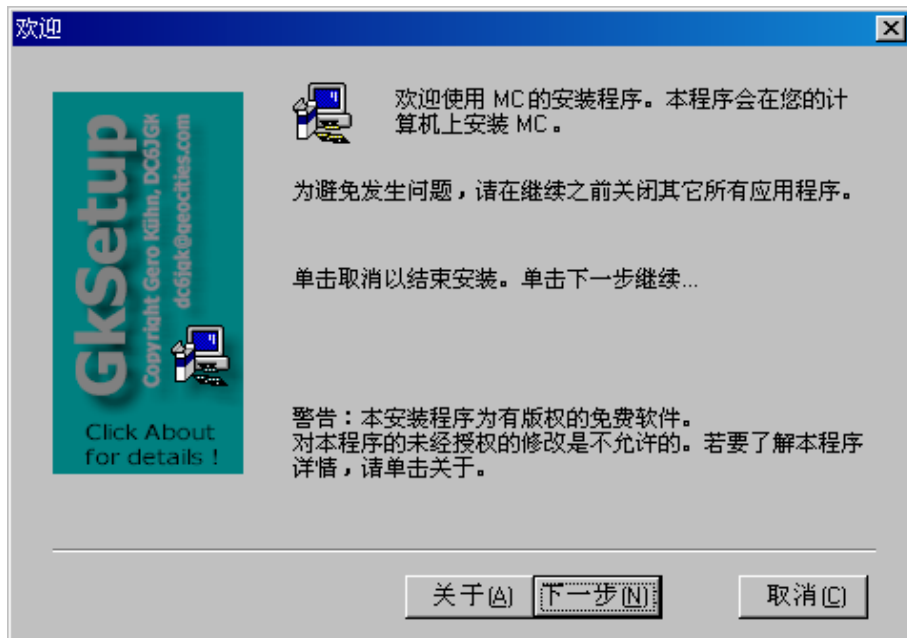 欢迎
GkSetup
Copyright Gero Kühn, DC6JGK
dc6jgk@qeocities.com
Click About
for details !
欢迎使用 MC 的安装程序。本程序会在您的计
算机上安装 MC。
为避免发生问题，请在继续之前关闭其它所有应用程序。
单击取消以结束安装。单击下一步继续...
警告：本安装程序为有版权的免费软件。
对本程序的未经授权的修改是不允许的。若要了解本程序
详情，请单击关于。
关于(A) 下一步(N) 取消(C)